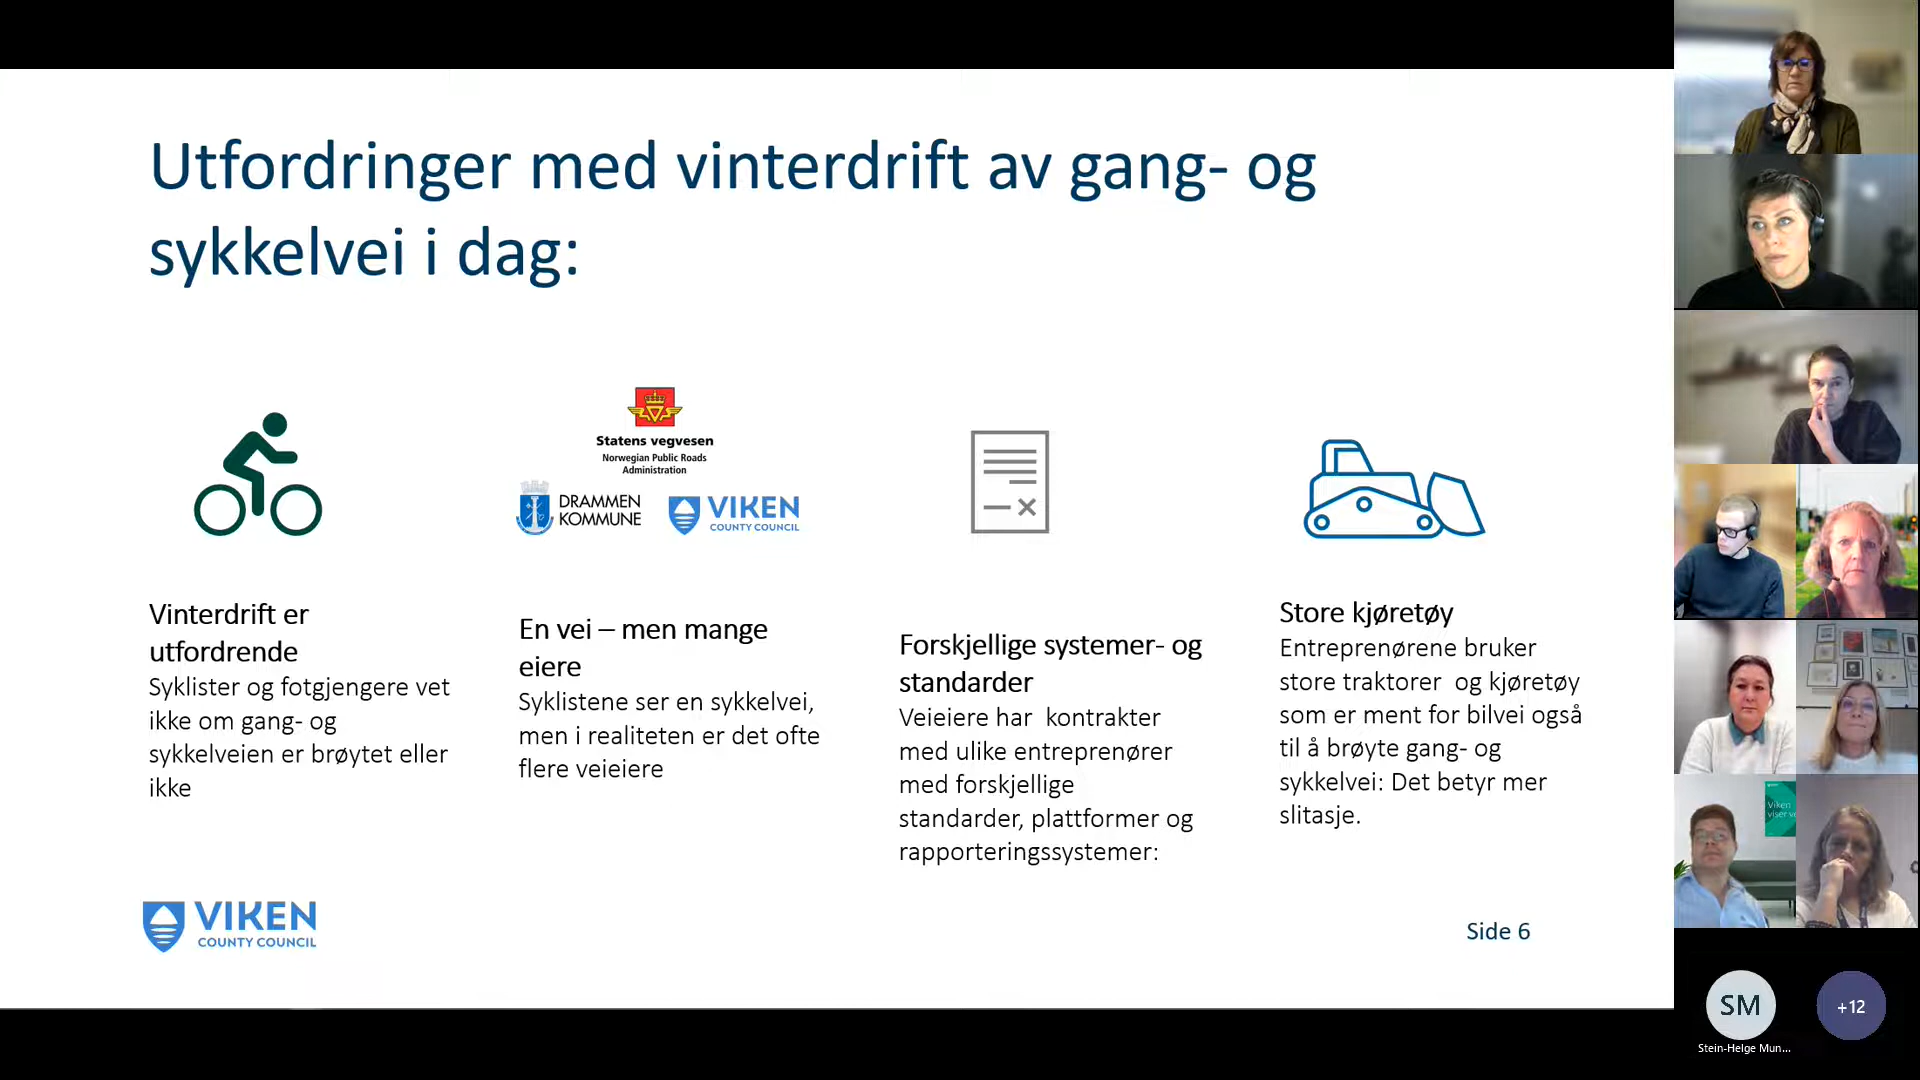 Utfordringer med vinterdrift av gang- og
sykkelvei i dag:
Statens vegvesen
Norwegian Public Roads
Administration
DRAMMEN
KOMMUNE
VIKEN
COUNTY COUNCIL
Vinterdrift er
utfordrende
Syklister og fotgjengere vet
ikke om gang- og
sykkelveien er brøytet eller
ikke
En vei – men mange
eiere
Syklistene ser en sykkelvei,
men i realiteten er det ofte
flere veieiere
Forskjellige systemer- og
standarder
Veieiere har  kontrakter
med ulike entreprenører
med forskjellige
standarder, plattformer og
rapporteringssystemer:
Store kjøretøy
Entreprenørene bruker
store traktorer  og kjøretøy
som er ment for bilvei også
til å brøyte gang- og
sykkelvei: Det betyr mer
slitasje.
VIKEN
COUNTY COUNCIL
Side 6
Viken
viser v
SM
+12
Stein-Helge Mun...